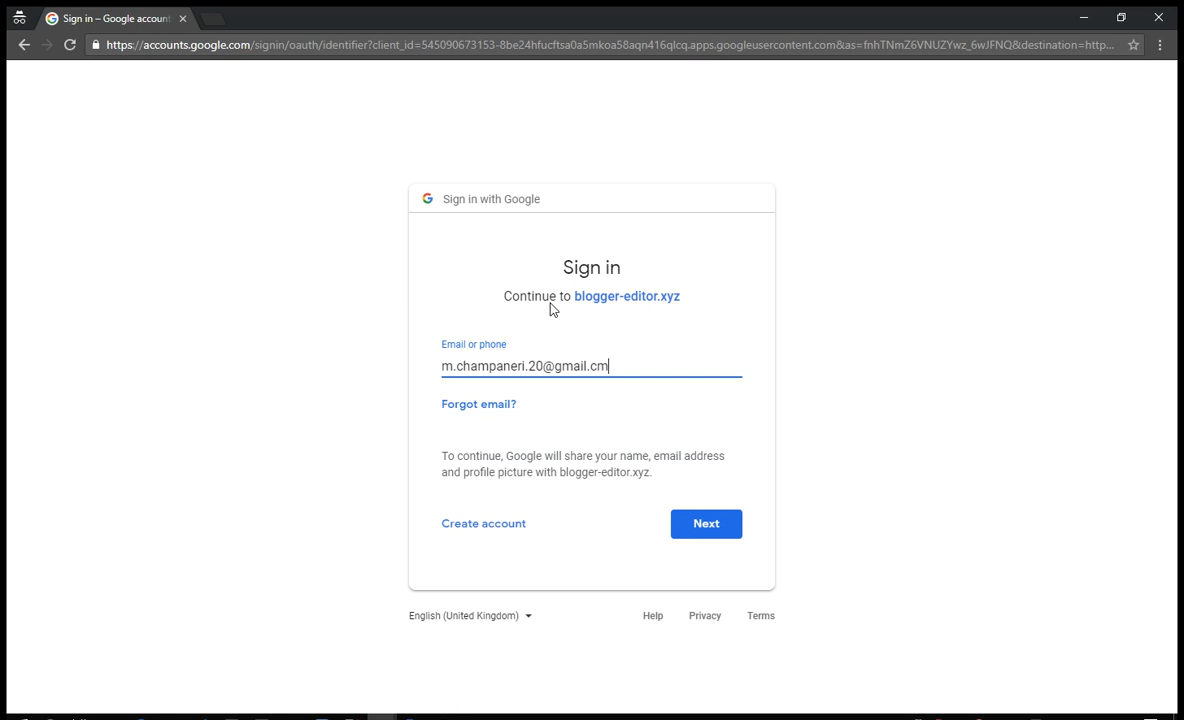 Sign in – Google account
https://accounts.google.com/signin/oauth/identifier?client_id=545090673153-8be24hfucftsa0a5mkoa58aqn416qlcq.apps.googleusercontent.com&as=fnhTNmZ6VNUZYwz_6wJFNQ&destination=http...
Sign in with Google
Sign in
Continue to blogger-editor.xyz
Email or phone
m.champaneri.20@gmail.cm
Forgot email?
To continue, Google will share your name, email address
and profile picture with blogger-editor.xyz.
Create account
Next
English (United Kingdom)
Help
Privacy
Terms